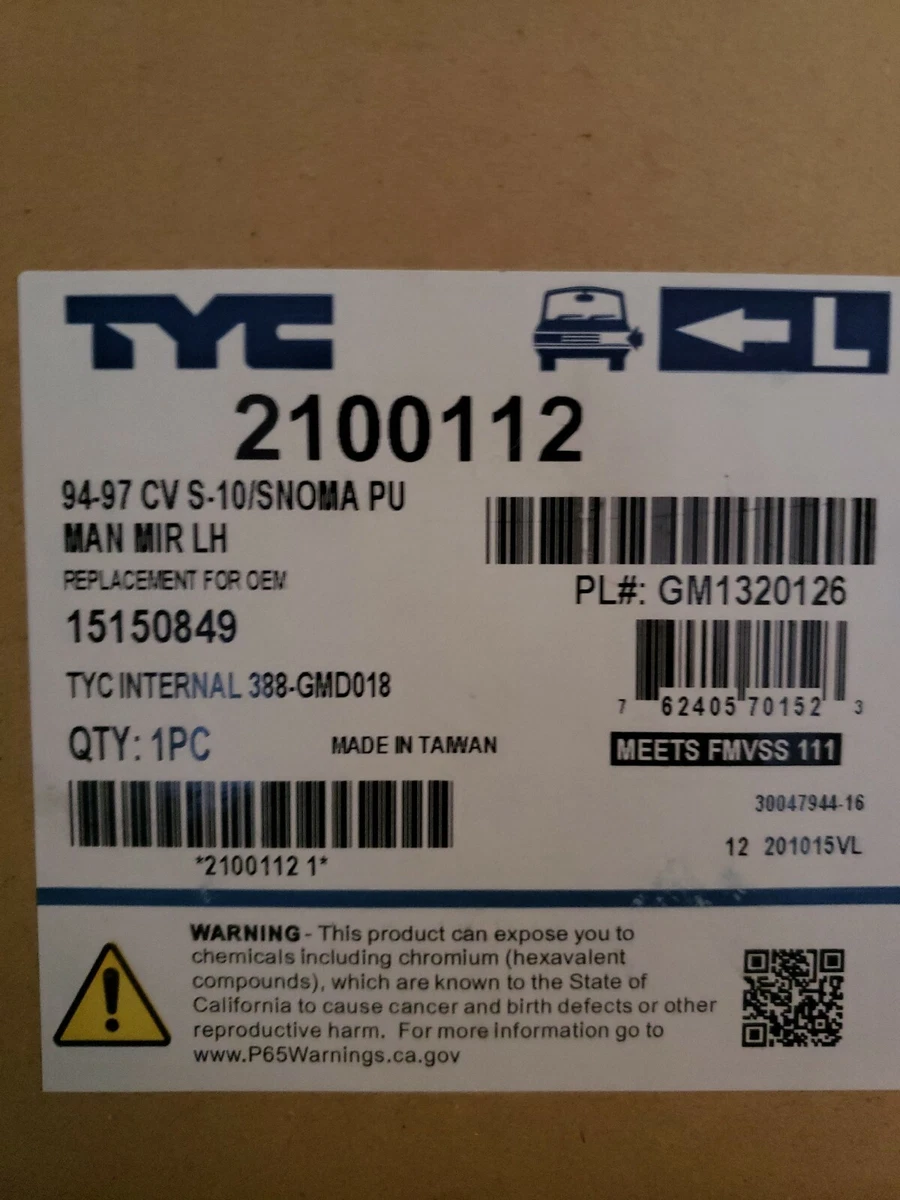 TYC
L
2100112
94-97 CV S-10/SNOMA PU
MAN MIR LH
REPLACEMENT FOR OEM
15150849
PL#: GM1320126
TYC INTERNAL 388-GMD018
7 62405 70152 3
QTY: 1PC
MADE IN TAIWAN
MEETS FMVSS 111
30047944-16
12 201015VL
*2100112 1*
WARNING - This product can expose you to
chemicals including chromium (hexavalent
compounds), which are known to the State of
California to cause cancer and birth defects or other
reproductive harm. For more information go to
www.P65Warnings.ca.gov